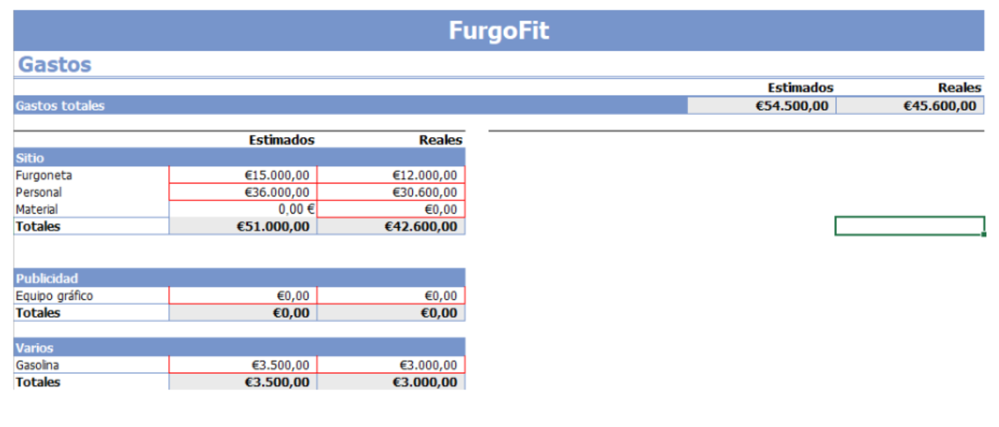 FurgoFit
Gastos
Estimados Reales
Gastos totales €54.500,00 €45.600,00
Estimados Reales
Sitio
Furgoneta €15.000,00 €12.000,00
Personal €36.000,00 €30.600,00
Material 0,00 € €0,00
Totales €51.000,00 €42.600,00
Publicidad
Equipo gráfico €0,00 €0,00
Totales €0,00 €0,00
Varios
Gasolina €3.500,00 €3.000,00
Totales €3.500,00 €3.000,00